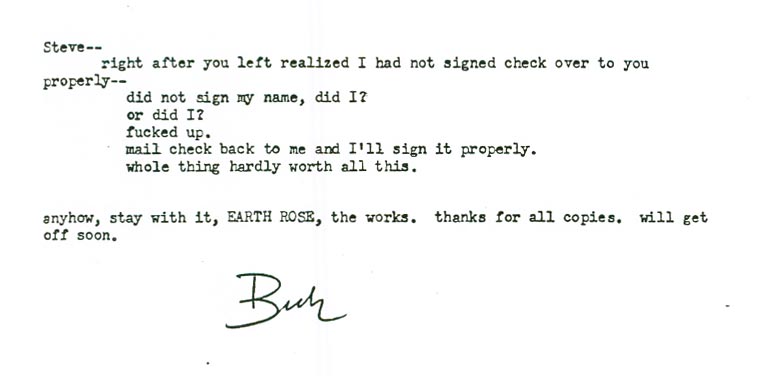 Steve--
right after you left realized I had not signed check over to you
properly--
did not sign my name, did I?
or did I?
fucked up.
mail check back to me and I'll sign it properly.
whole thing hardly worth all this.
anyhow, stay with it, EARTH ROSE, the works. thanks for all copies. will get
off soon.
Buk